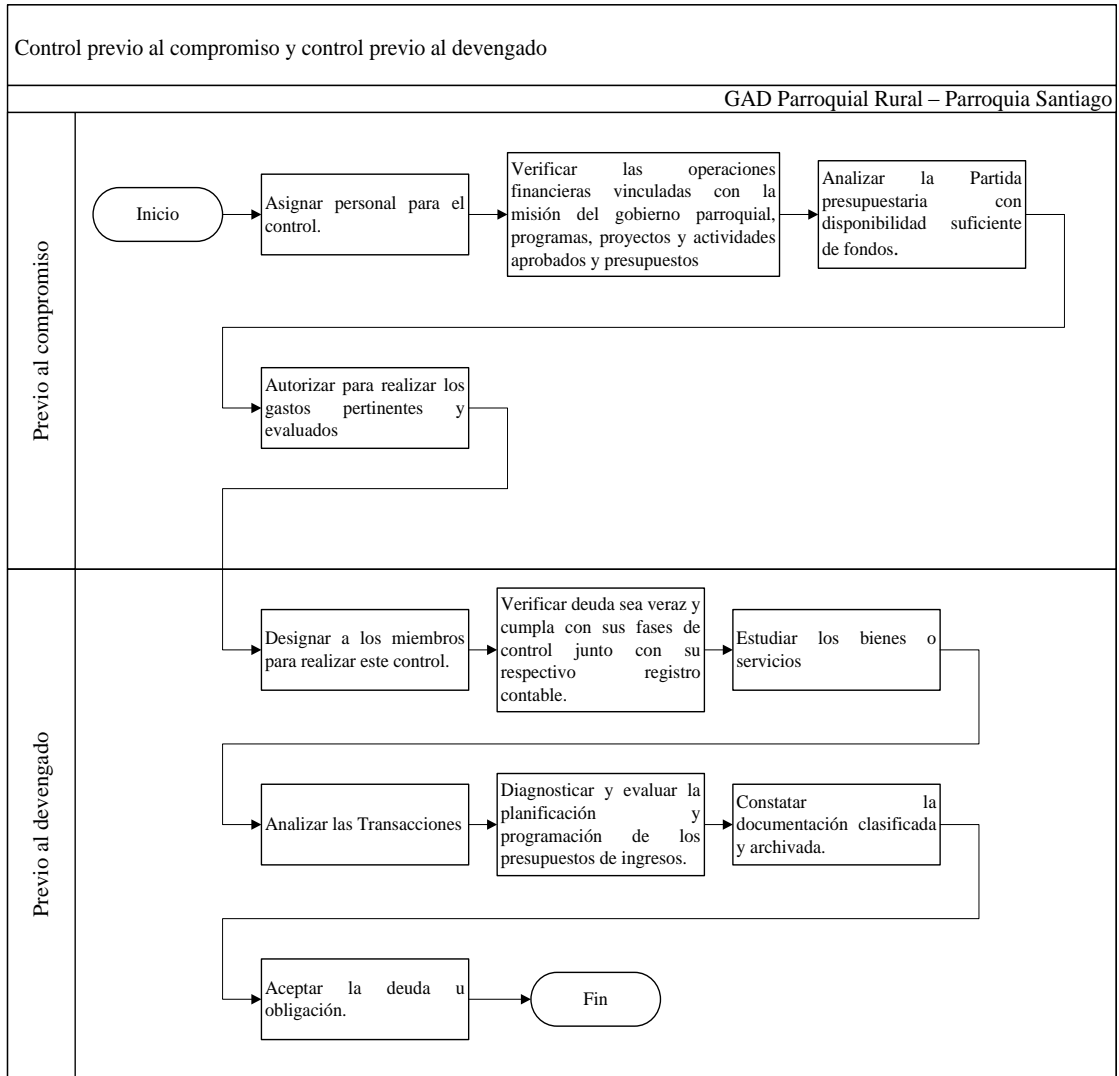 Control previo al compromiso y control previo al devengado
GAD Parroquial Rural – Parroquia Santiago
Previo al compromiso
Inicio
Asignar personal para el
control.
Verificar las operaciones
financieras vinculadas con la
misión del gobierno parroquial,
programas, proyectos y actividades
aprobados y presupuestos
Analizar la Partida
presupuestaria con
disponibilidad suficiente
de fondos.
Autorizar para realizar los
gastos pertinentes y
evaluados
Previo al devengado
Designar a los miembros
para realizar este control.
Verificar deuda sea veraz y
cumpla con sus fases de
control junto con su
respectivo registro
contable.
Estudiar los bienes o
servicios
Analizar las Transacciones
Diagnosticar y evaluar la
planificación y
programación de los
presupuestos de ingresos.
Constatar la
documentación clasificada
y archivada.
Aceptar la deuda u
obligación.
Fin